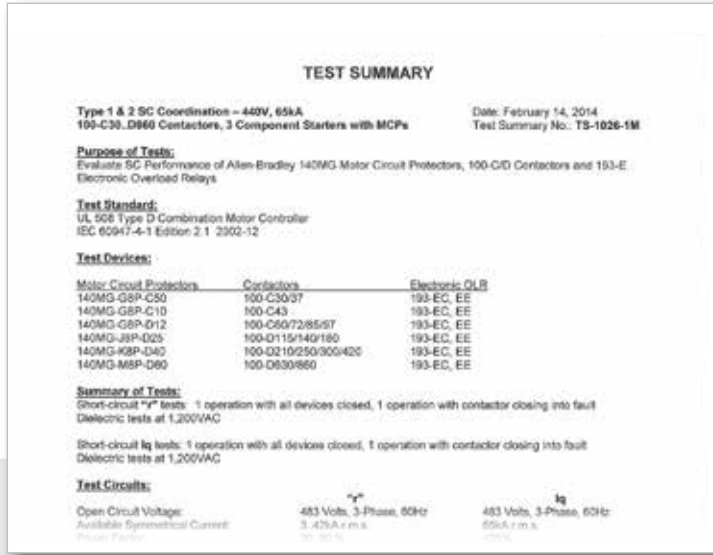 TEST SUMMARY
Type 1 & 2 SC Coordination – 440V, 65kA Date: February 14, 2014
100-C30..D860 Contactors, 3 Component Starters with MCPs Test Summary No.: TS-1026-1M
Purpose of Tests:
Evaluate SC Performance of Allen-Bradley 140MG Motor Circuit Protectors, 100-C/D Contactors and 193-E
Electronic Overload Relays
Test Standard:
UL 508 Type D Combination Motor Controller
IEC 60947-4-1 Edition 2.1 2002-12
Test Devices:
Motor Circuit Protectors Contactors Electronic OLR
140MG-G8P-C50 100-C30/37 193-EC, EE
140MG-G8P-C10 100-C43 193-EC, EE
140MG-G8P-D12 100-C60/72/85/97 193-EC, EE
140MG-J8P-D25 100-D115/140/180 193-EC, EE
140MG-K8P-D40 100-D210/250/300/420 193-EC, EE
140MG-M8P-D80 100-D630/860 193-EC, EE
Summary of Tests:
Short-circuit "r" tests: 1 operation with all devices closed, 1 operation with contactor closing into fault
Dielectric tests at 1,200VAC
Short-circuit Iq tests: 1 operation with all devices closed, 1 operation with contactor closing into fault
Dielectric tests at 1,200VAC
Test Circuits:
"r" Iq
Open Circuit Voltage: 483 Volts, 3-Phase, 60Hz 483 Volts, 3-Phase, 60Hz
Available Symmetrical Current: 3..42kA r.m.s. 65kA r.m.s.
Power Factor: